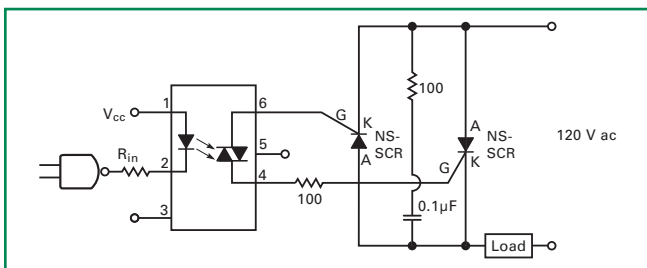 V_cc
R_in
1
2
3
6
5
4
100
G
K
A
NS-
SCR
100
0.1µF
A
K
G
NS-
SCR
120 V ac
Load